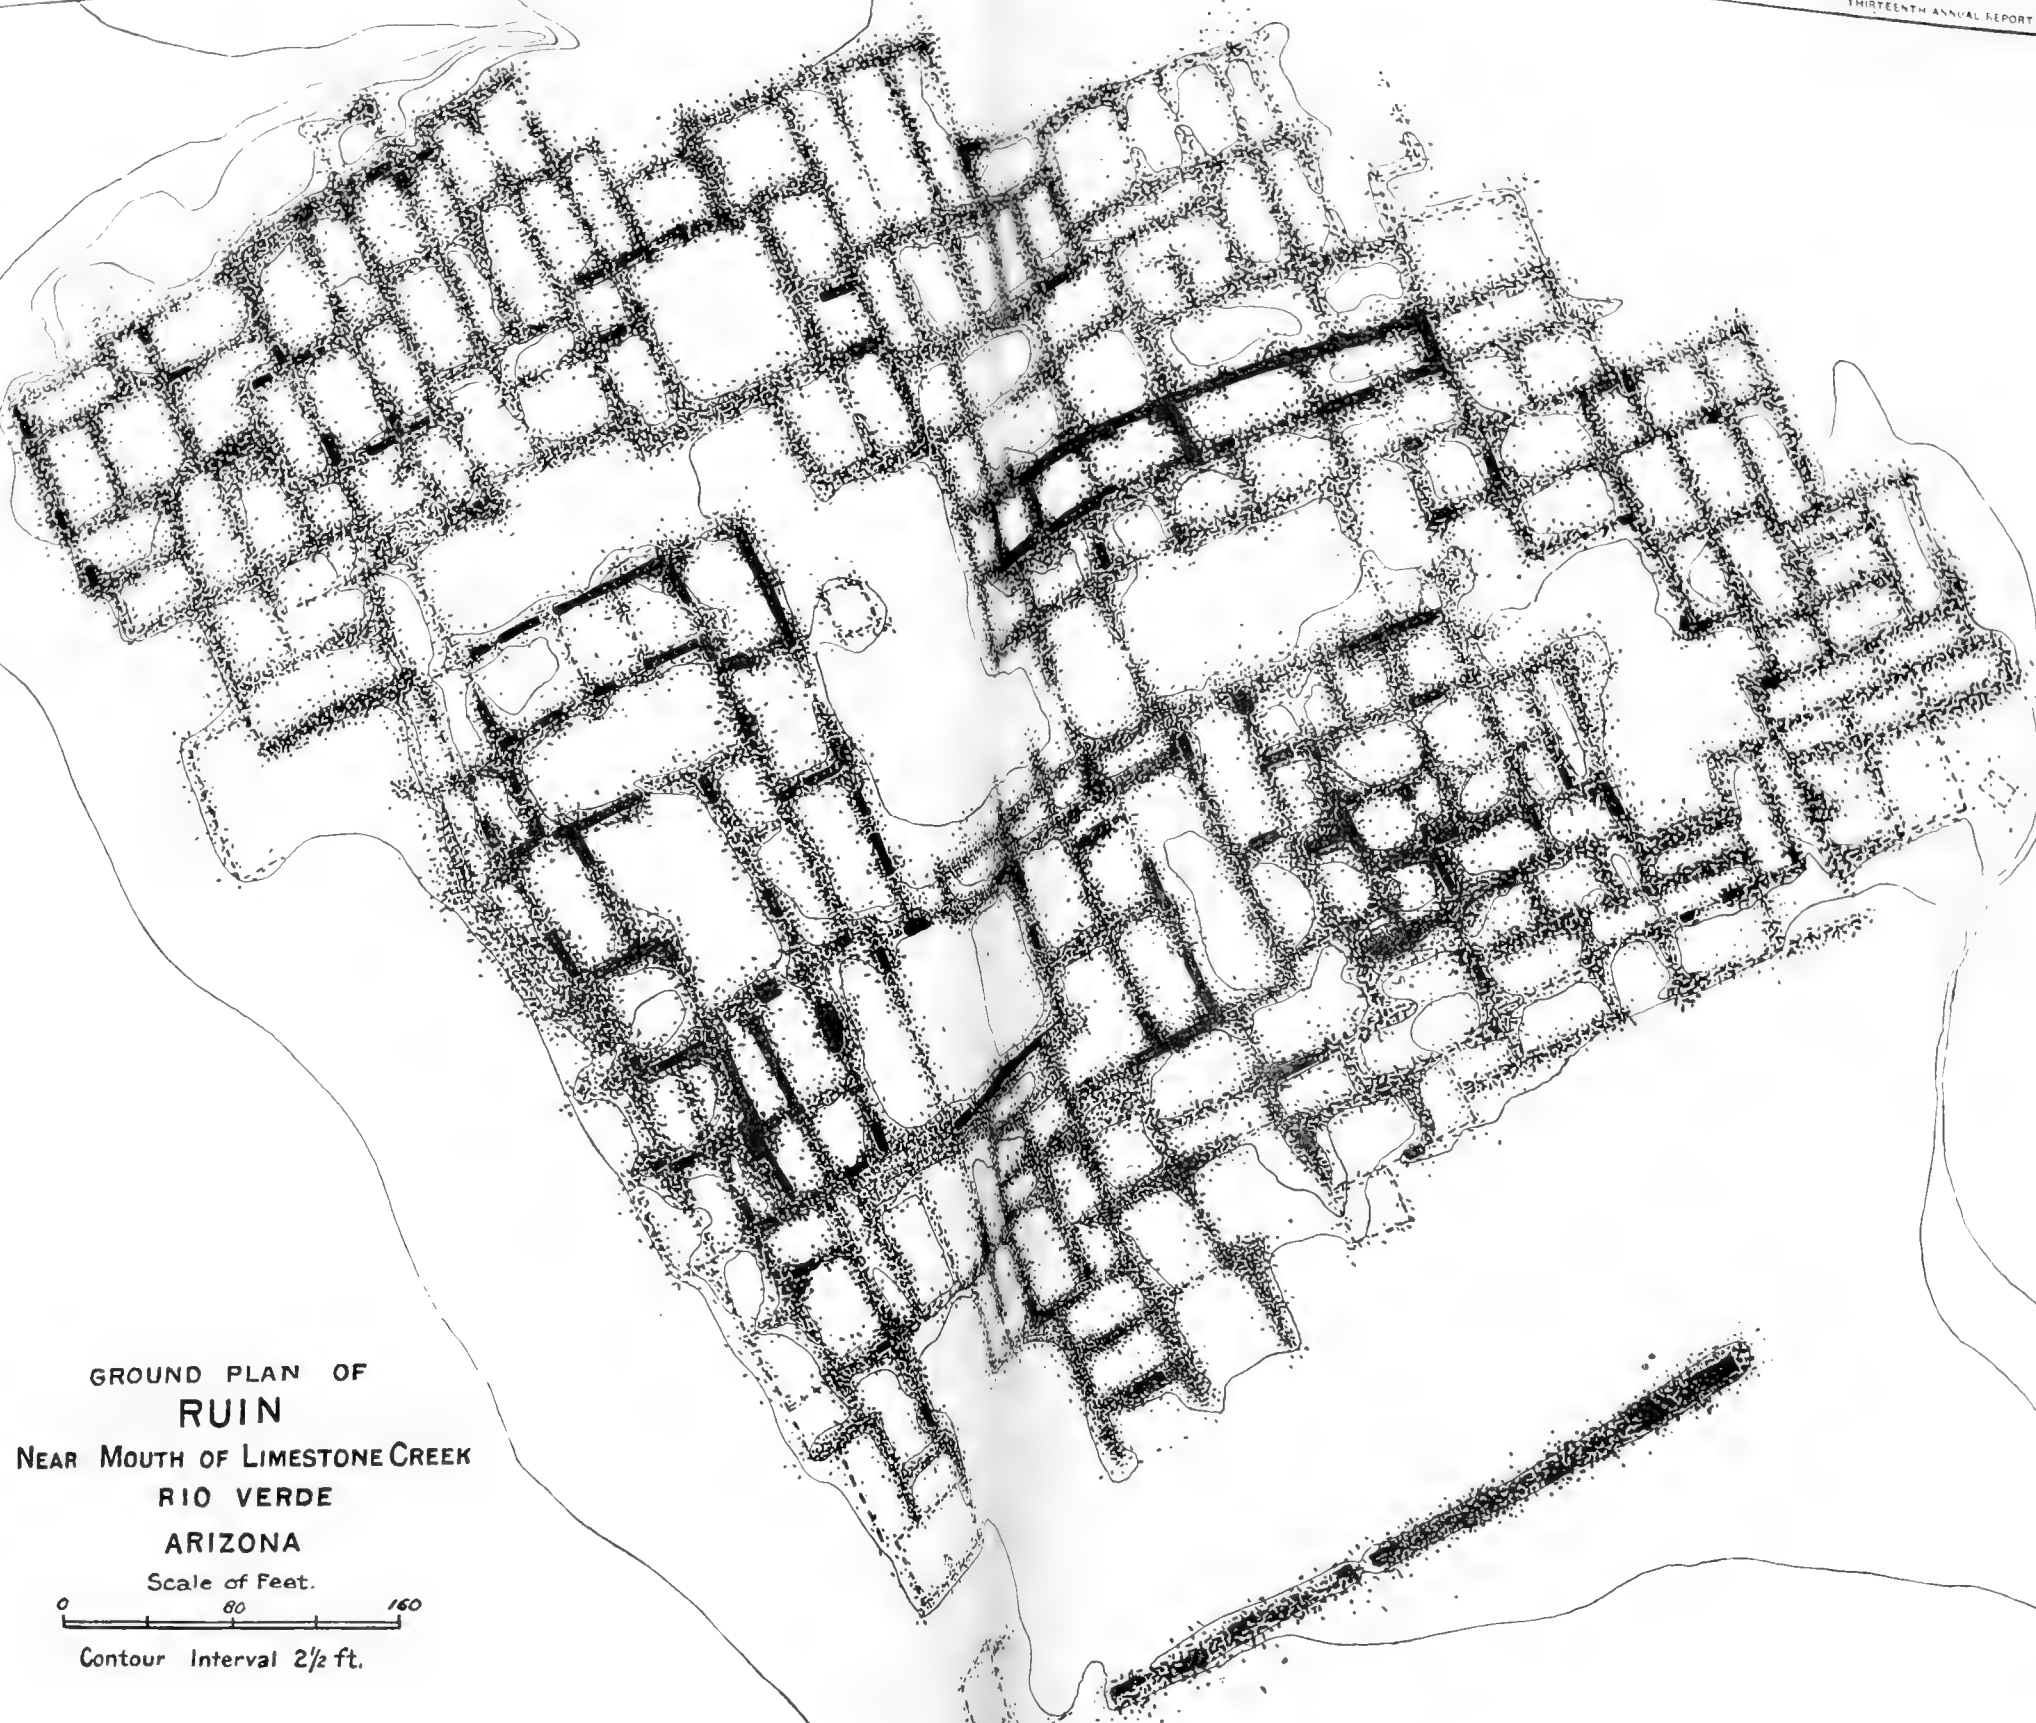 THIRTEENTH ANNUAL REPORT
GROUND PLAN OF
RUIN
NEAR MOUTH OF LIMESTONE CREEK
RIO VERDE
ARIZONA
Scale of Feet.
0 80 160
Contour Interval 2½ ft.